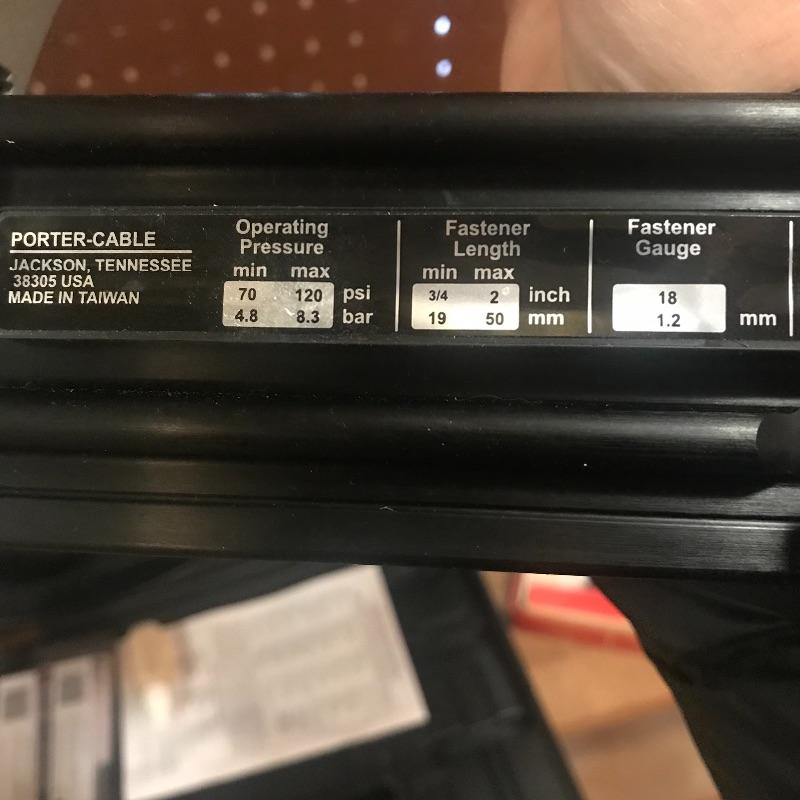 PORTER-CABLE
JACKSON, TENNESSEE
38305 USA
MADE IN TAIWAN
Operating
Pressure
min max
70 120 psi
4.8 8.3 bar
Fastener
Length
min max
3/4 2 inch
19 50 mm
Fastener
Gauge
18
1.2 mm